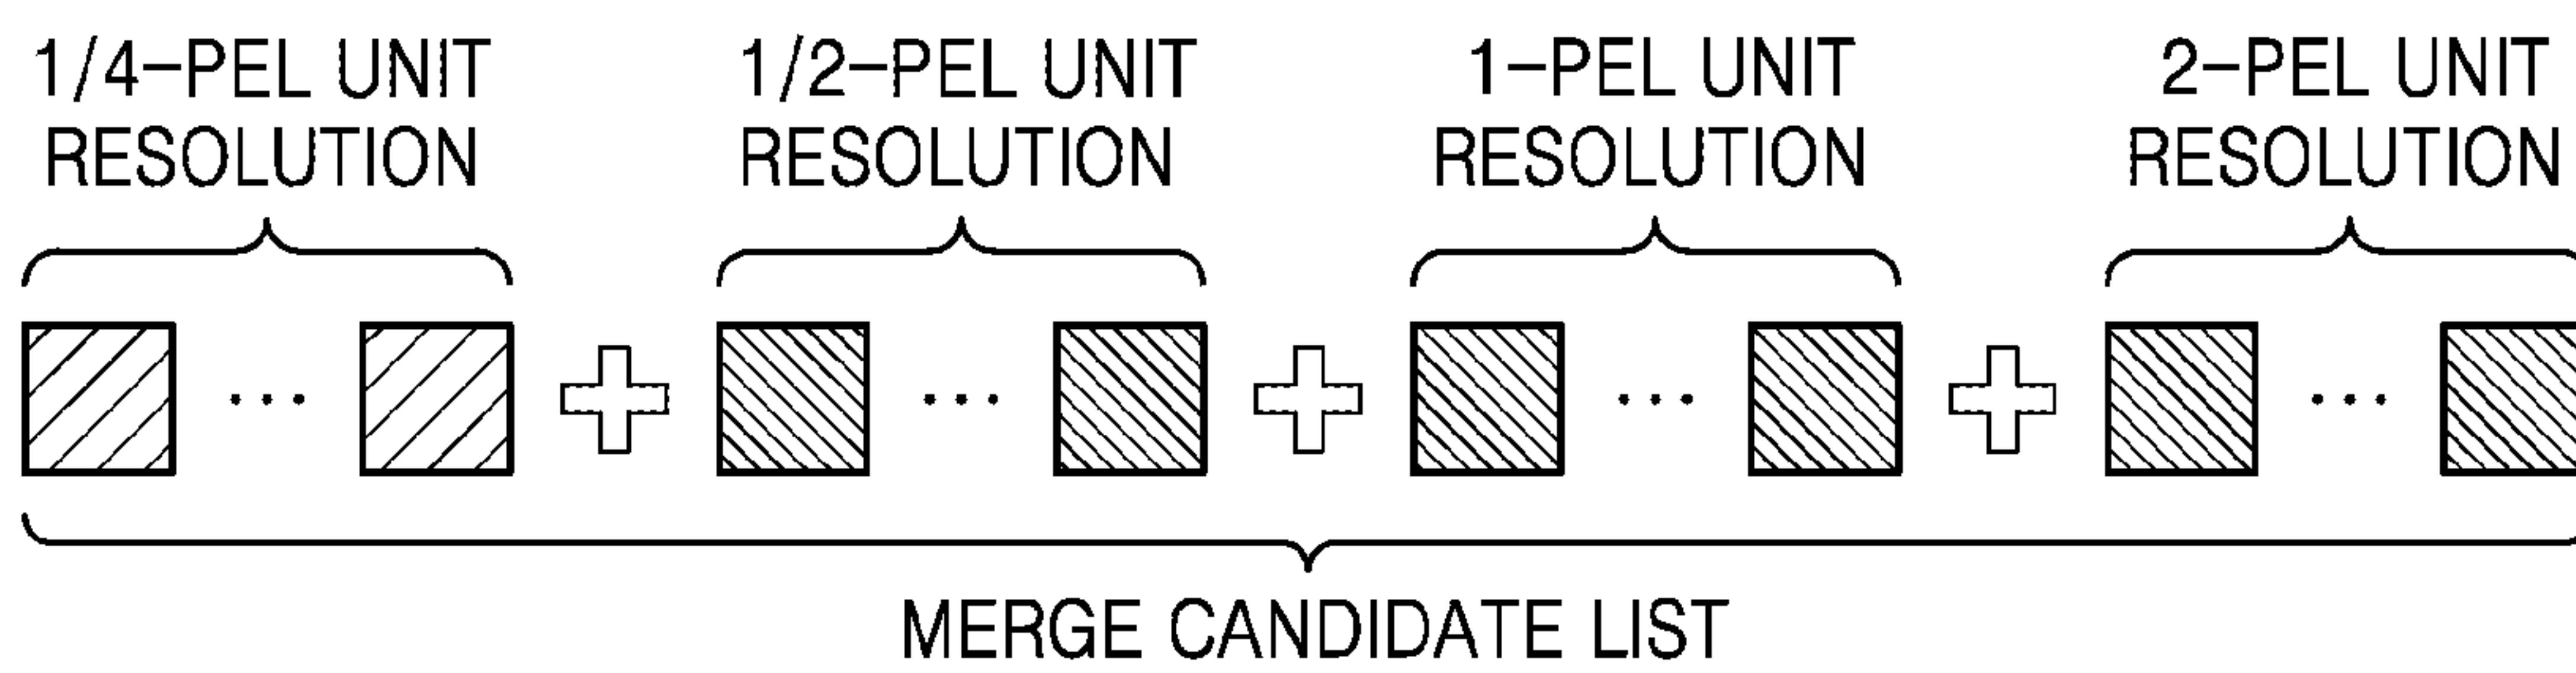 1/4-PEL UNIT
RESOLUTION
1/2-PEL UNIT
RESOLUTION
1-PEL UNIT
RESOLUTION
2-PEL UNIT
RESOLUTION
MERGE CANDIDATE LIST